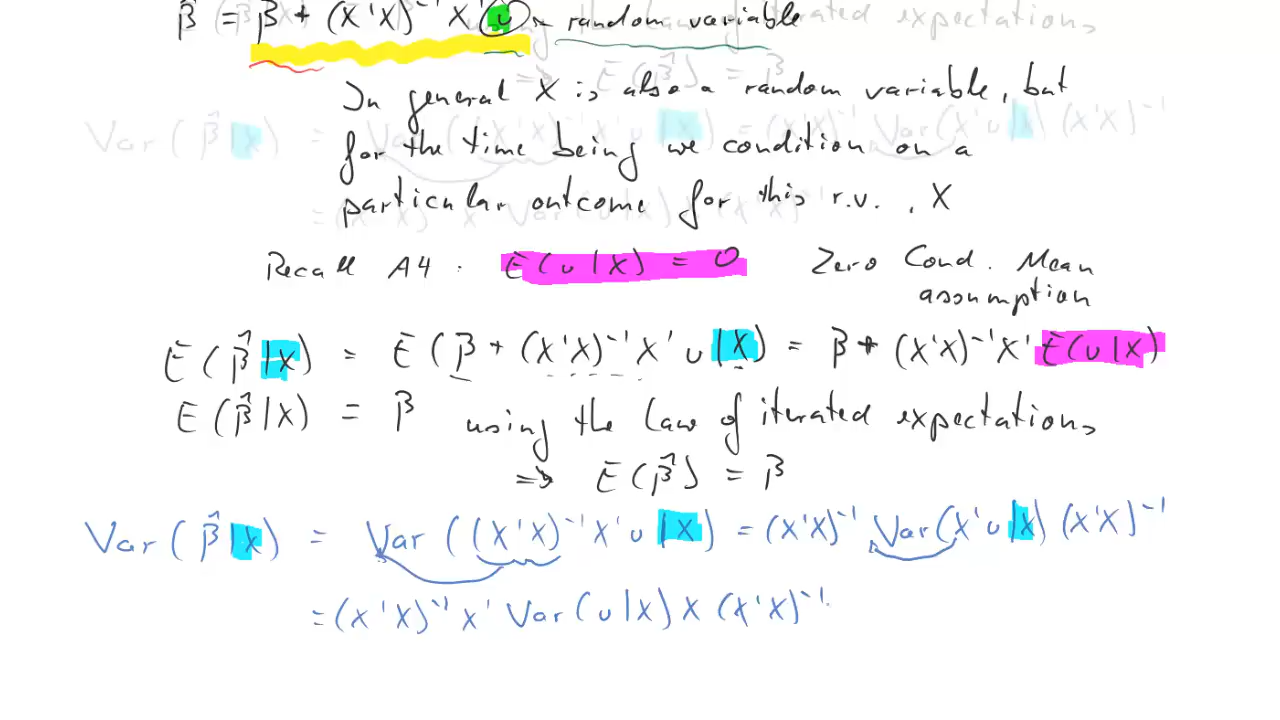 β̂ = β + (X'X)⁻¹ X' u ~ random variable
In general X is also a random variable, but
for the time being we condition on a
particular outcome for this r.v., X
Recall A4 : E(u|X) = 0 Zero Cond. Mean
assumption
E(β̂|X) = E(β + (X'X)⁻¹X' u|X) = β + (X'X)⁻¹X' E(u|X)
E(β̂|X) = β using the Law of iterated expectations
⇒ E(β̂) = β
Var(β̂|X) = Var((X'X)⁻¹X'u|X) = (X'X)⁻¹ Var(X'u|X) (X'X)⁻¹
= (X'X)⁻¹X' Var(u|X) X (X'X)⁻¹